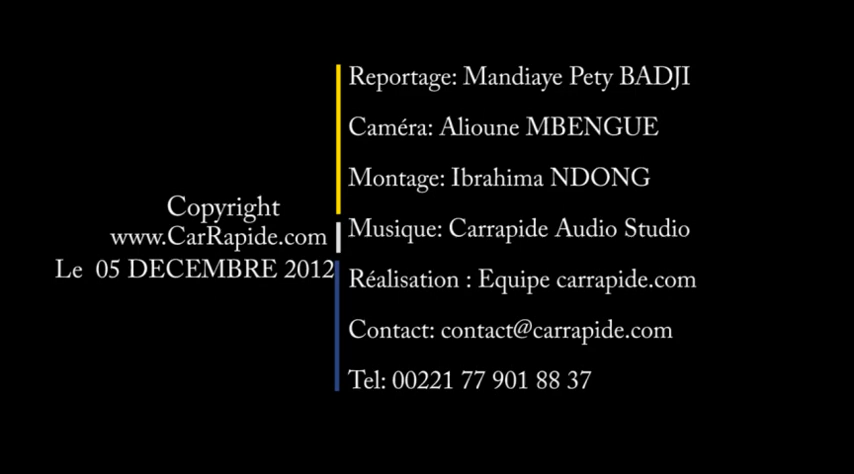 Copyright
www.CarRapide.com
Le 05 DECEMBRE 2012
Reportage: Mandiaye Pety BADJI
Caméra: Alioune MBENGUE
Montage: Ibrahima NDONG
Musique: Carrapide Audio Studio
Réalisation : Equipe carrapide.com
Contact: contact@carrapide.com
Tel: 00221 77 901 88 37